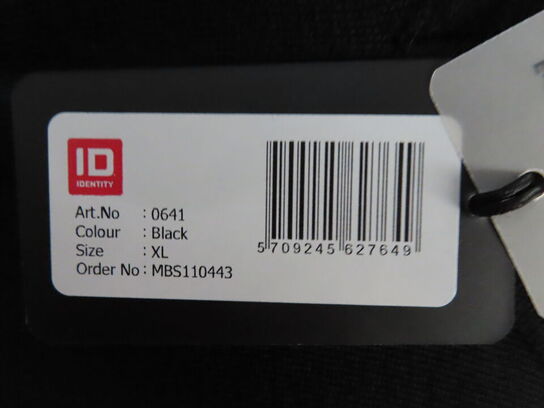 ID
IDENTITY
Art.No : 0641
Colour : Black
Size : XL
Order No : MBS110443
5 709245 627649